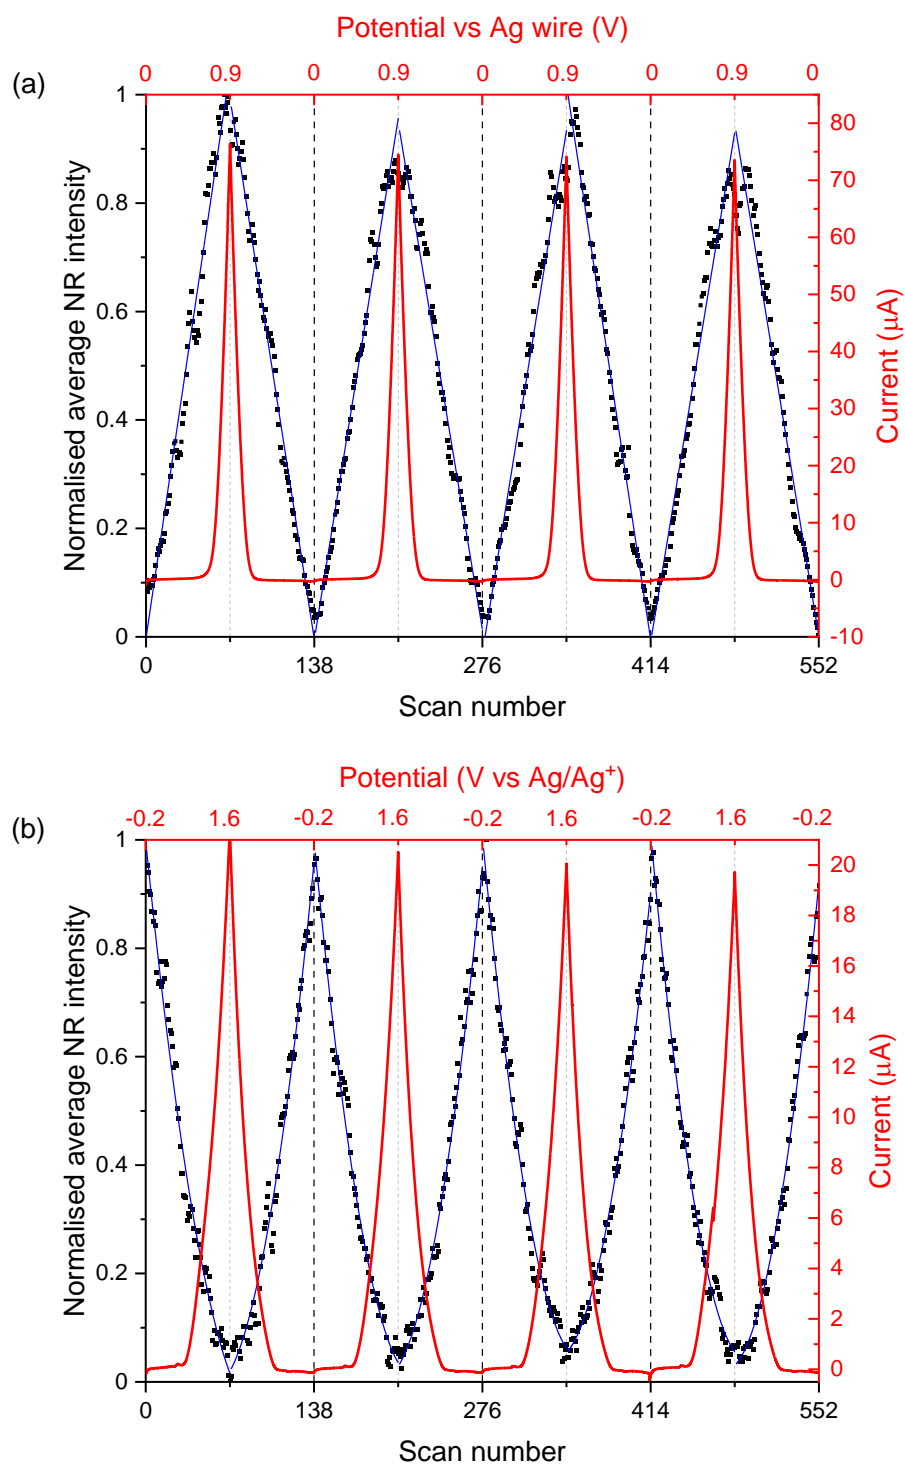 Potential vs Ag wire (V)
(a)
0 0.9 0 0.9 0 0.9 0 0.9 0
1
0.8
0.6
0.4
0.2
0
Normalised average NR intensity
80
70
60
50
40
30
20
10
0
-10
Current (μA)
0 138 276 414 552
Scan number
Potential (V vs Ag/Ag⁺)
(b)
-0.2 1.6 -0.2 1.6 -0.2 1.6 -0.2 1.6 -0.2
1
0.8
0.6
0.4
0.2
0
Normalised average NR intensity
20
18
16
14
12
10
8
6
4
2
0
Current (μA)
0 138 276 414 552
Scan number